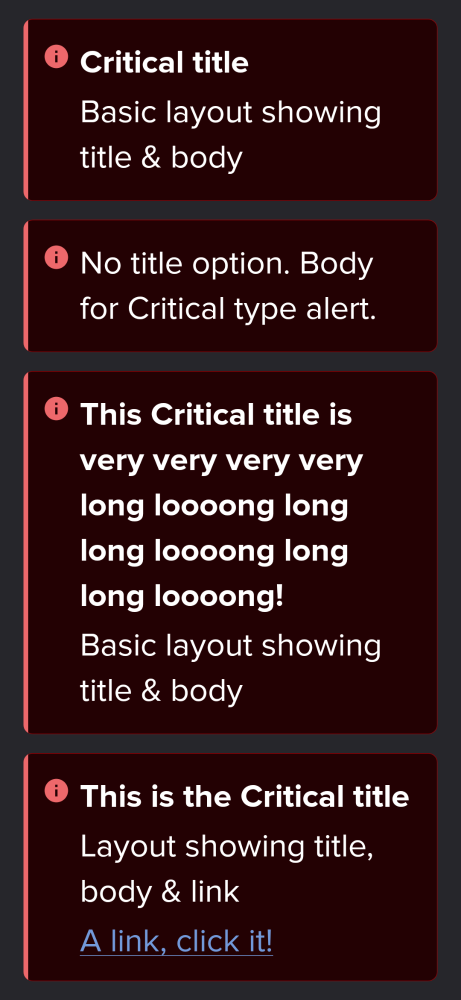 Critical title
Basic layout showing
title & body
No title option. Body
for Critical type alert.
This Critical title is
very very very very
long loooong long
long loooong long
long loooong!
Basic layout showing
title & body
This is the Critical title
Layout showing title,
body & link
A link, click it!